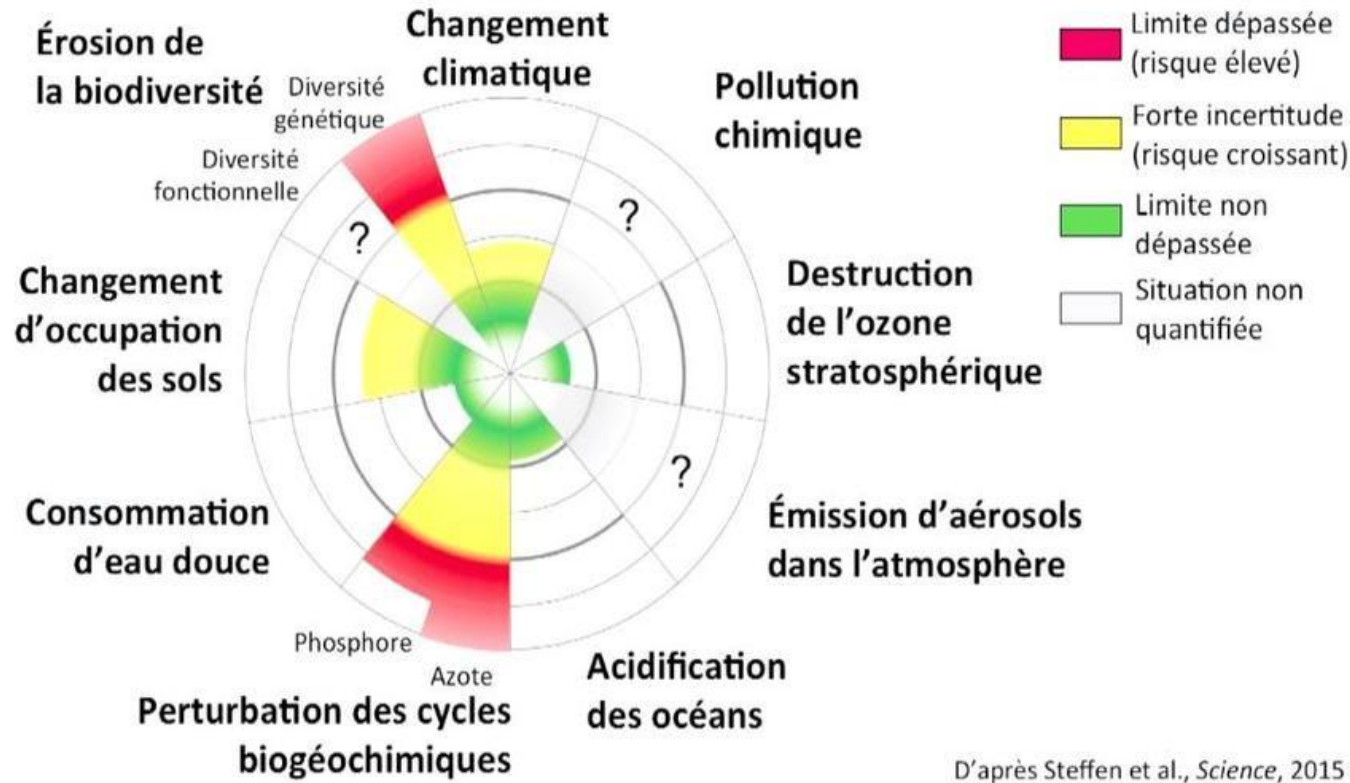 Changement
climatique
Érosion de
la biodiversité
Diversité
génétique
Diversité
fonctionnelle
?
Pollution
chimique
?
Changement
d'occupation
des sols
Destruction
de l'ozone
stratosphérique
Consommation
d'eau douce
?
Émission d'aérosols
dans l'atmosphère
Phosphore
Azote
Perturbation des cycles
biogéochimiques
Acidification
des océans
Limite dépassée
(risque élevé)
Forte incertitude
(risque croissant)
Limite non
dépassée
Situation non
quantifiée
D'après Steffen et al., Science, 2015